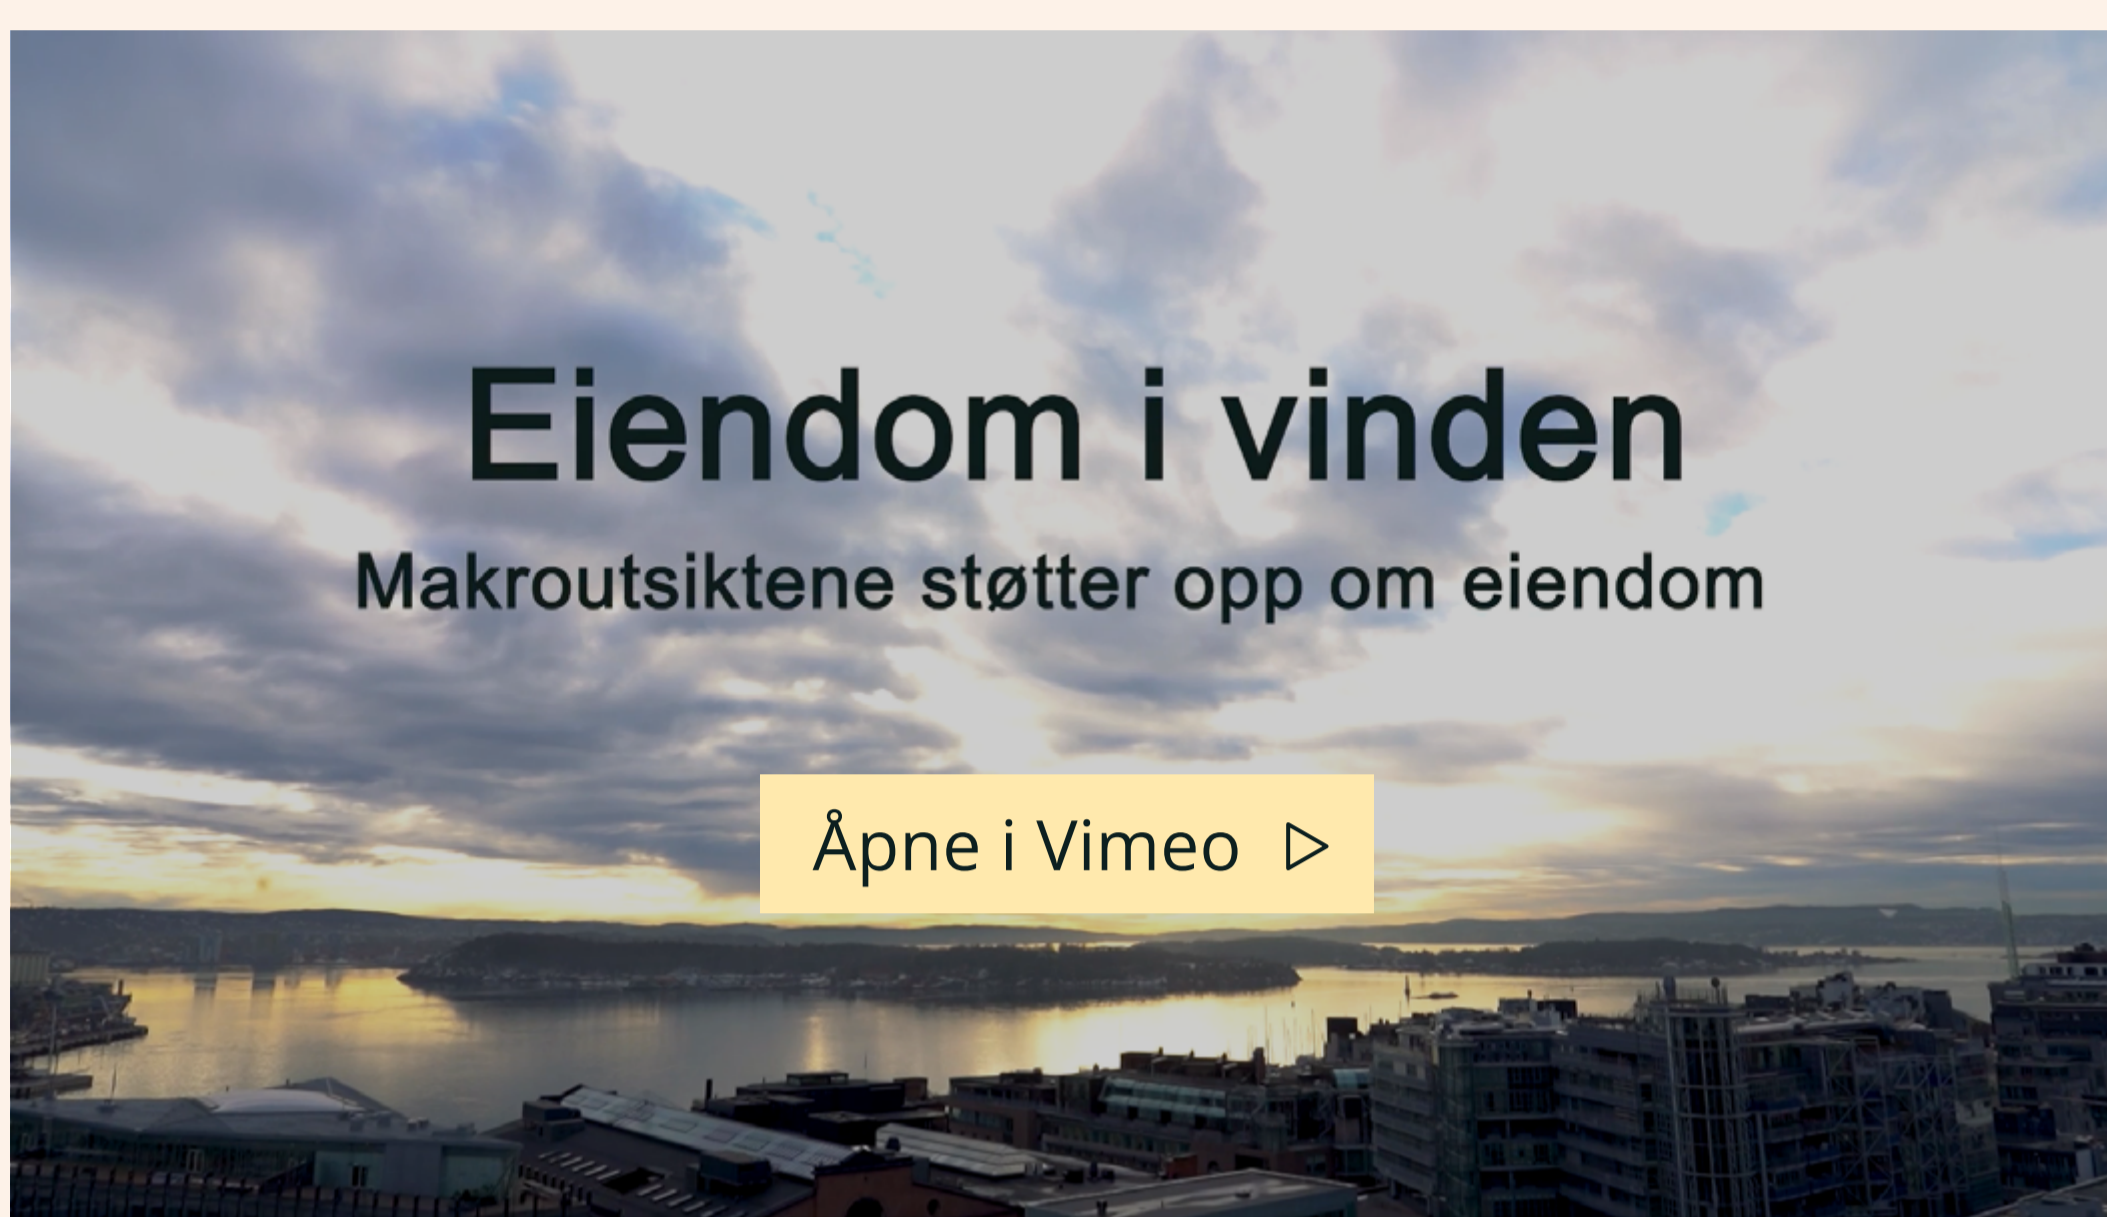 Eiendom i vinden
Makroutsiktene støtter opp om eiendom
Åpne i Vimeo